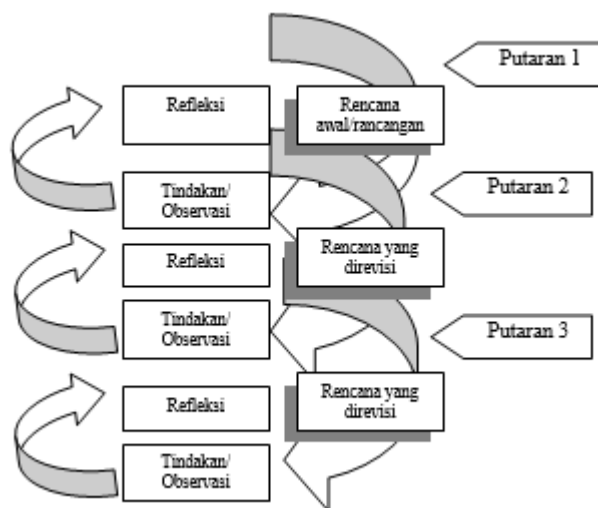 Putaran 1
Refleksi
Rencana
awal/rancangan
Putaran 2
Tindakan/
Observasi
Rencana yang
direvisi
Refleksi
Tindakan/
Observasi
Putaran 3
Refleksi
Rencana yang
direvisi
Tindakan/
Observasi